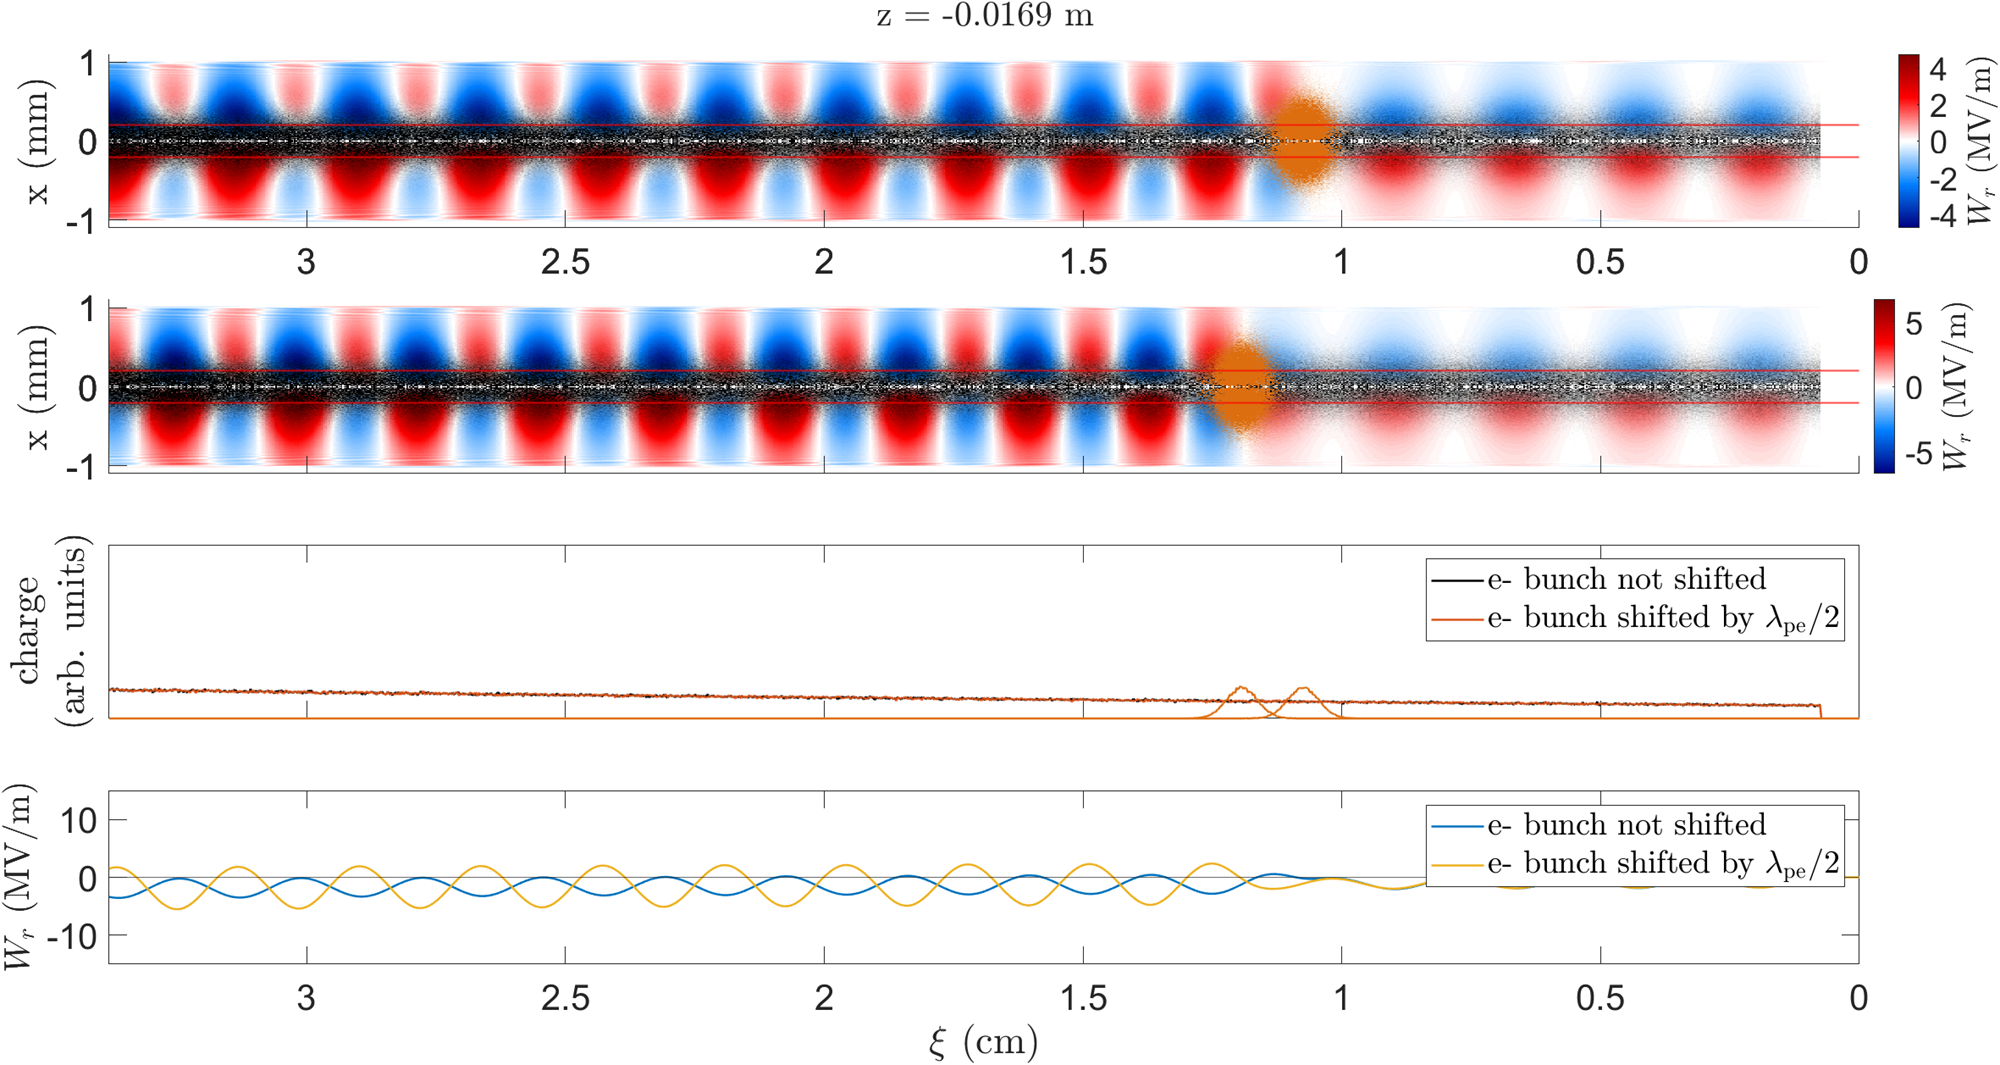 z = -0.0169 m
x (mm)
1
0
-1
3 2.5 2 1.5 1 0.5 0
4
2
0
-2
-4
W_r (MV/m)
x (mm)
1
0
-1
5
0
-5
W_r (MV/m)
charge
(arb. units)
e- bunch not shifted
e- bunch shifted by λ_pe/2
W_r (MV/m)
10
0
-10
e- bunch not shifted
e- bunch shifted by λ_pe/2
3 2.5 2 1.5 1 0.5 0
ξ (cm)